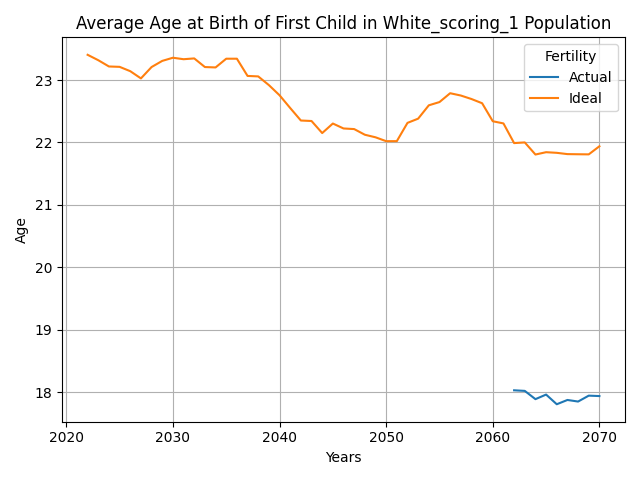 Average Age at Birth of First Child in White_scoring_1 Population
Fertility
Actual
Ideal
Age
23
22
21
20
19
18
2020
2030
2040
2050
2060
2070
Years